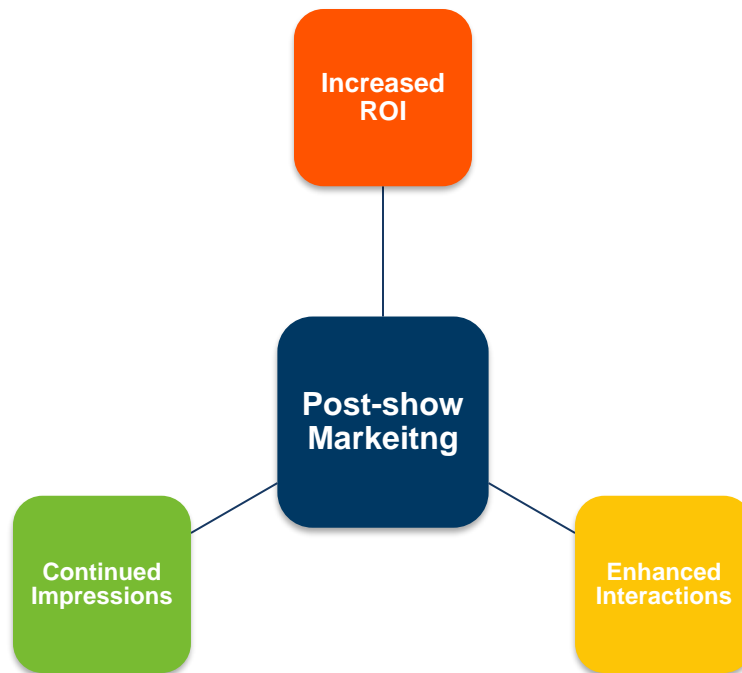 Increased
ROI
Post-show
Markeitng
Continued
Impressions
Enhanced
Interactions